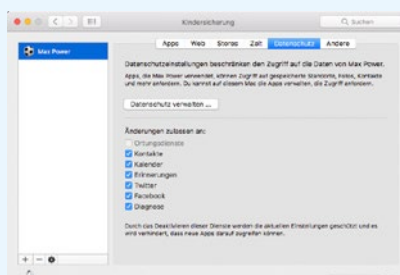 Kindersicherung
Suchen
Max Power
Apps Web Stores Zeit Datenschutz Andere
Datenschutzeinstellungen beschränken den Zugriff auf die Daten von Max Power.
Apps, die Max Power verwendet, können Zugriff auf gespeicherte Standorte, Fotos, Kontakte
und mehr anfordern. Du kannst auf diesem Mac die Apps verwalten, die Zugriff anfordern.
Datenschutz verwalten ...
Änderungen zulassen an:
Ortungsdienste
Kontakte
Kalender
Erinnerungen
Twitter
Facebook
Diagnose
Durch das Deaktivieren dieser Dienste werden die aktuellen Einstellungen geschützt und es
wird verhindert, dass neue Apps darauf zugreifen können.